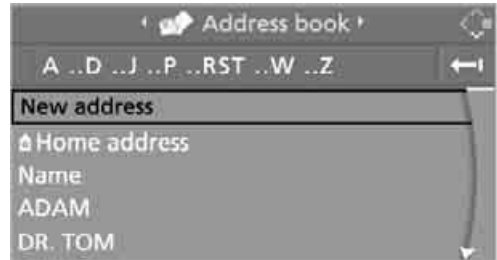 Address book
A ..D ..J ..P ..RST ..W ..Z
New address
Home address
Name
ADAM
DR. TOM